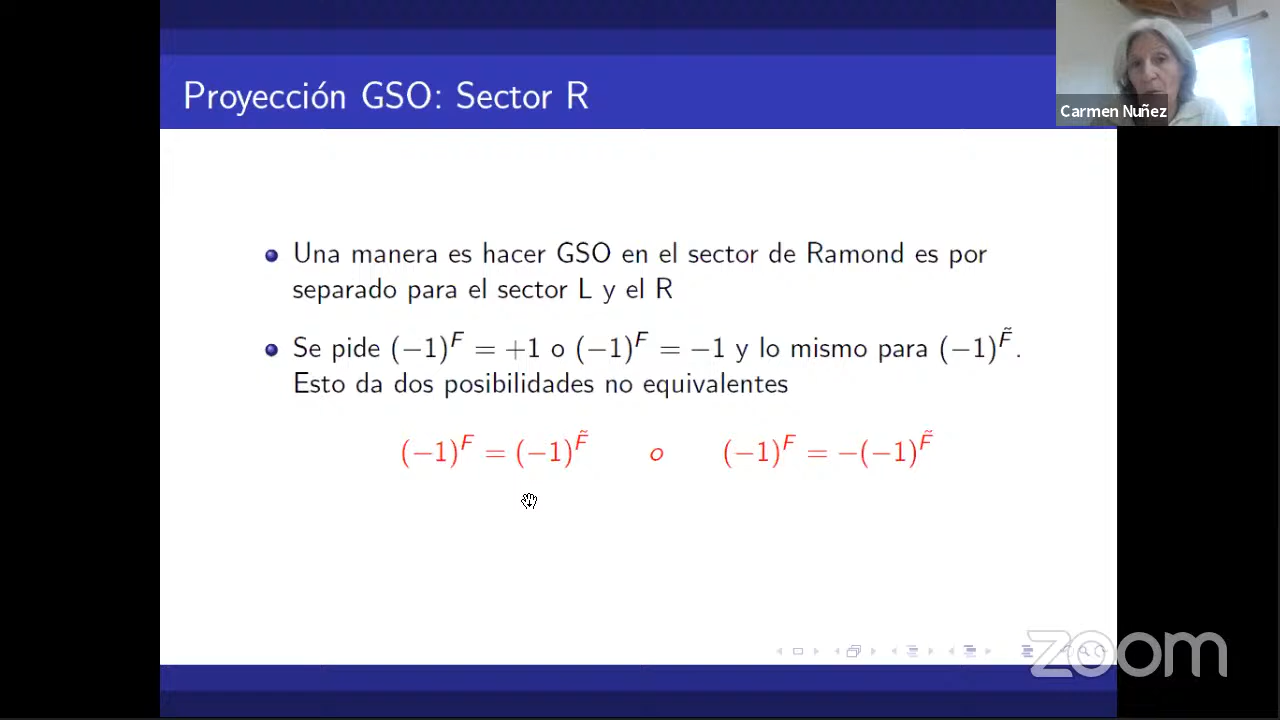 Proyección GSO: Sector R
Carmen Nuñez
Una manera es hacer GSO en el sector de Ramond es por
separado para el sector L y el R
Se pide (−1)^F = +1 o (−1)^F = −1 y lo mismo para (−1)^F̃.
Esto da dos posibilidades no equivalentes
(−1)^F = (−1)^F̃ o (−1)^F = −(−1)^F̃
zoom